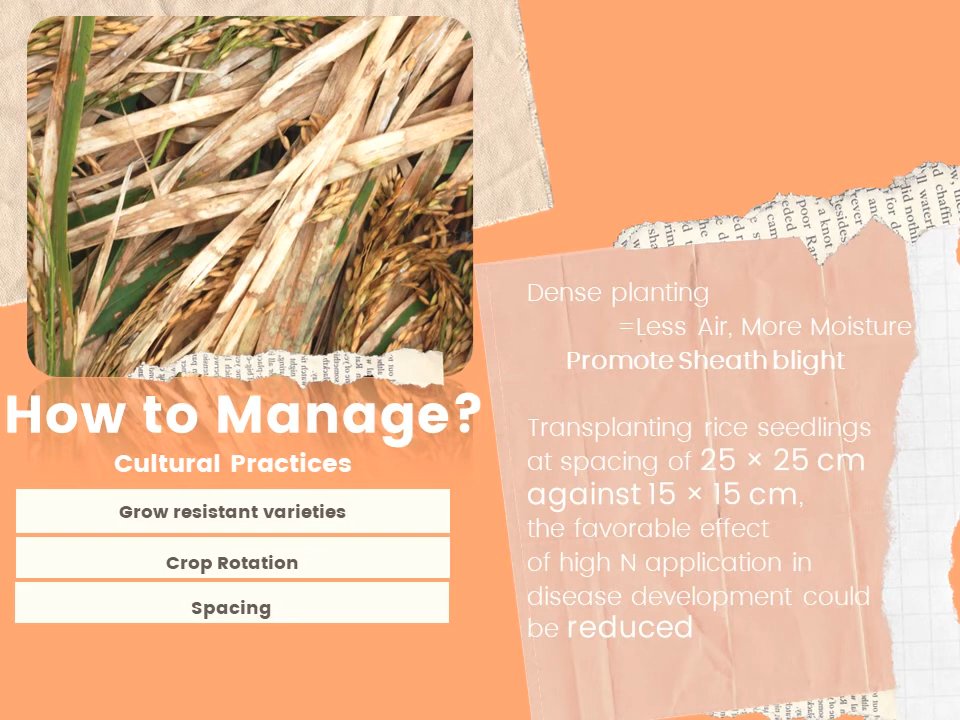 How to Manage?
Cultural Practices
Grow resistant varieties
Crop Rotation
Spacing
Dense planting
=Less Air, More Moisture
Promote Sheath blight
Transplanting rice seedlings
at spacing of 25 × 25 cm
against 15 × 15 cm,
the favorable effect
of high N application in
disease development could
be reduced